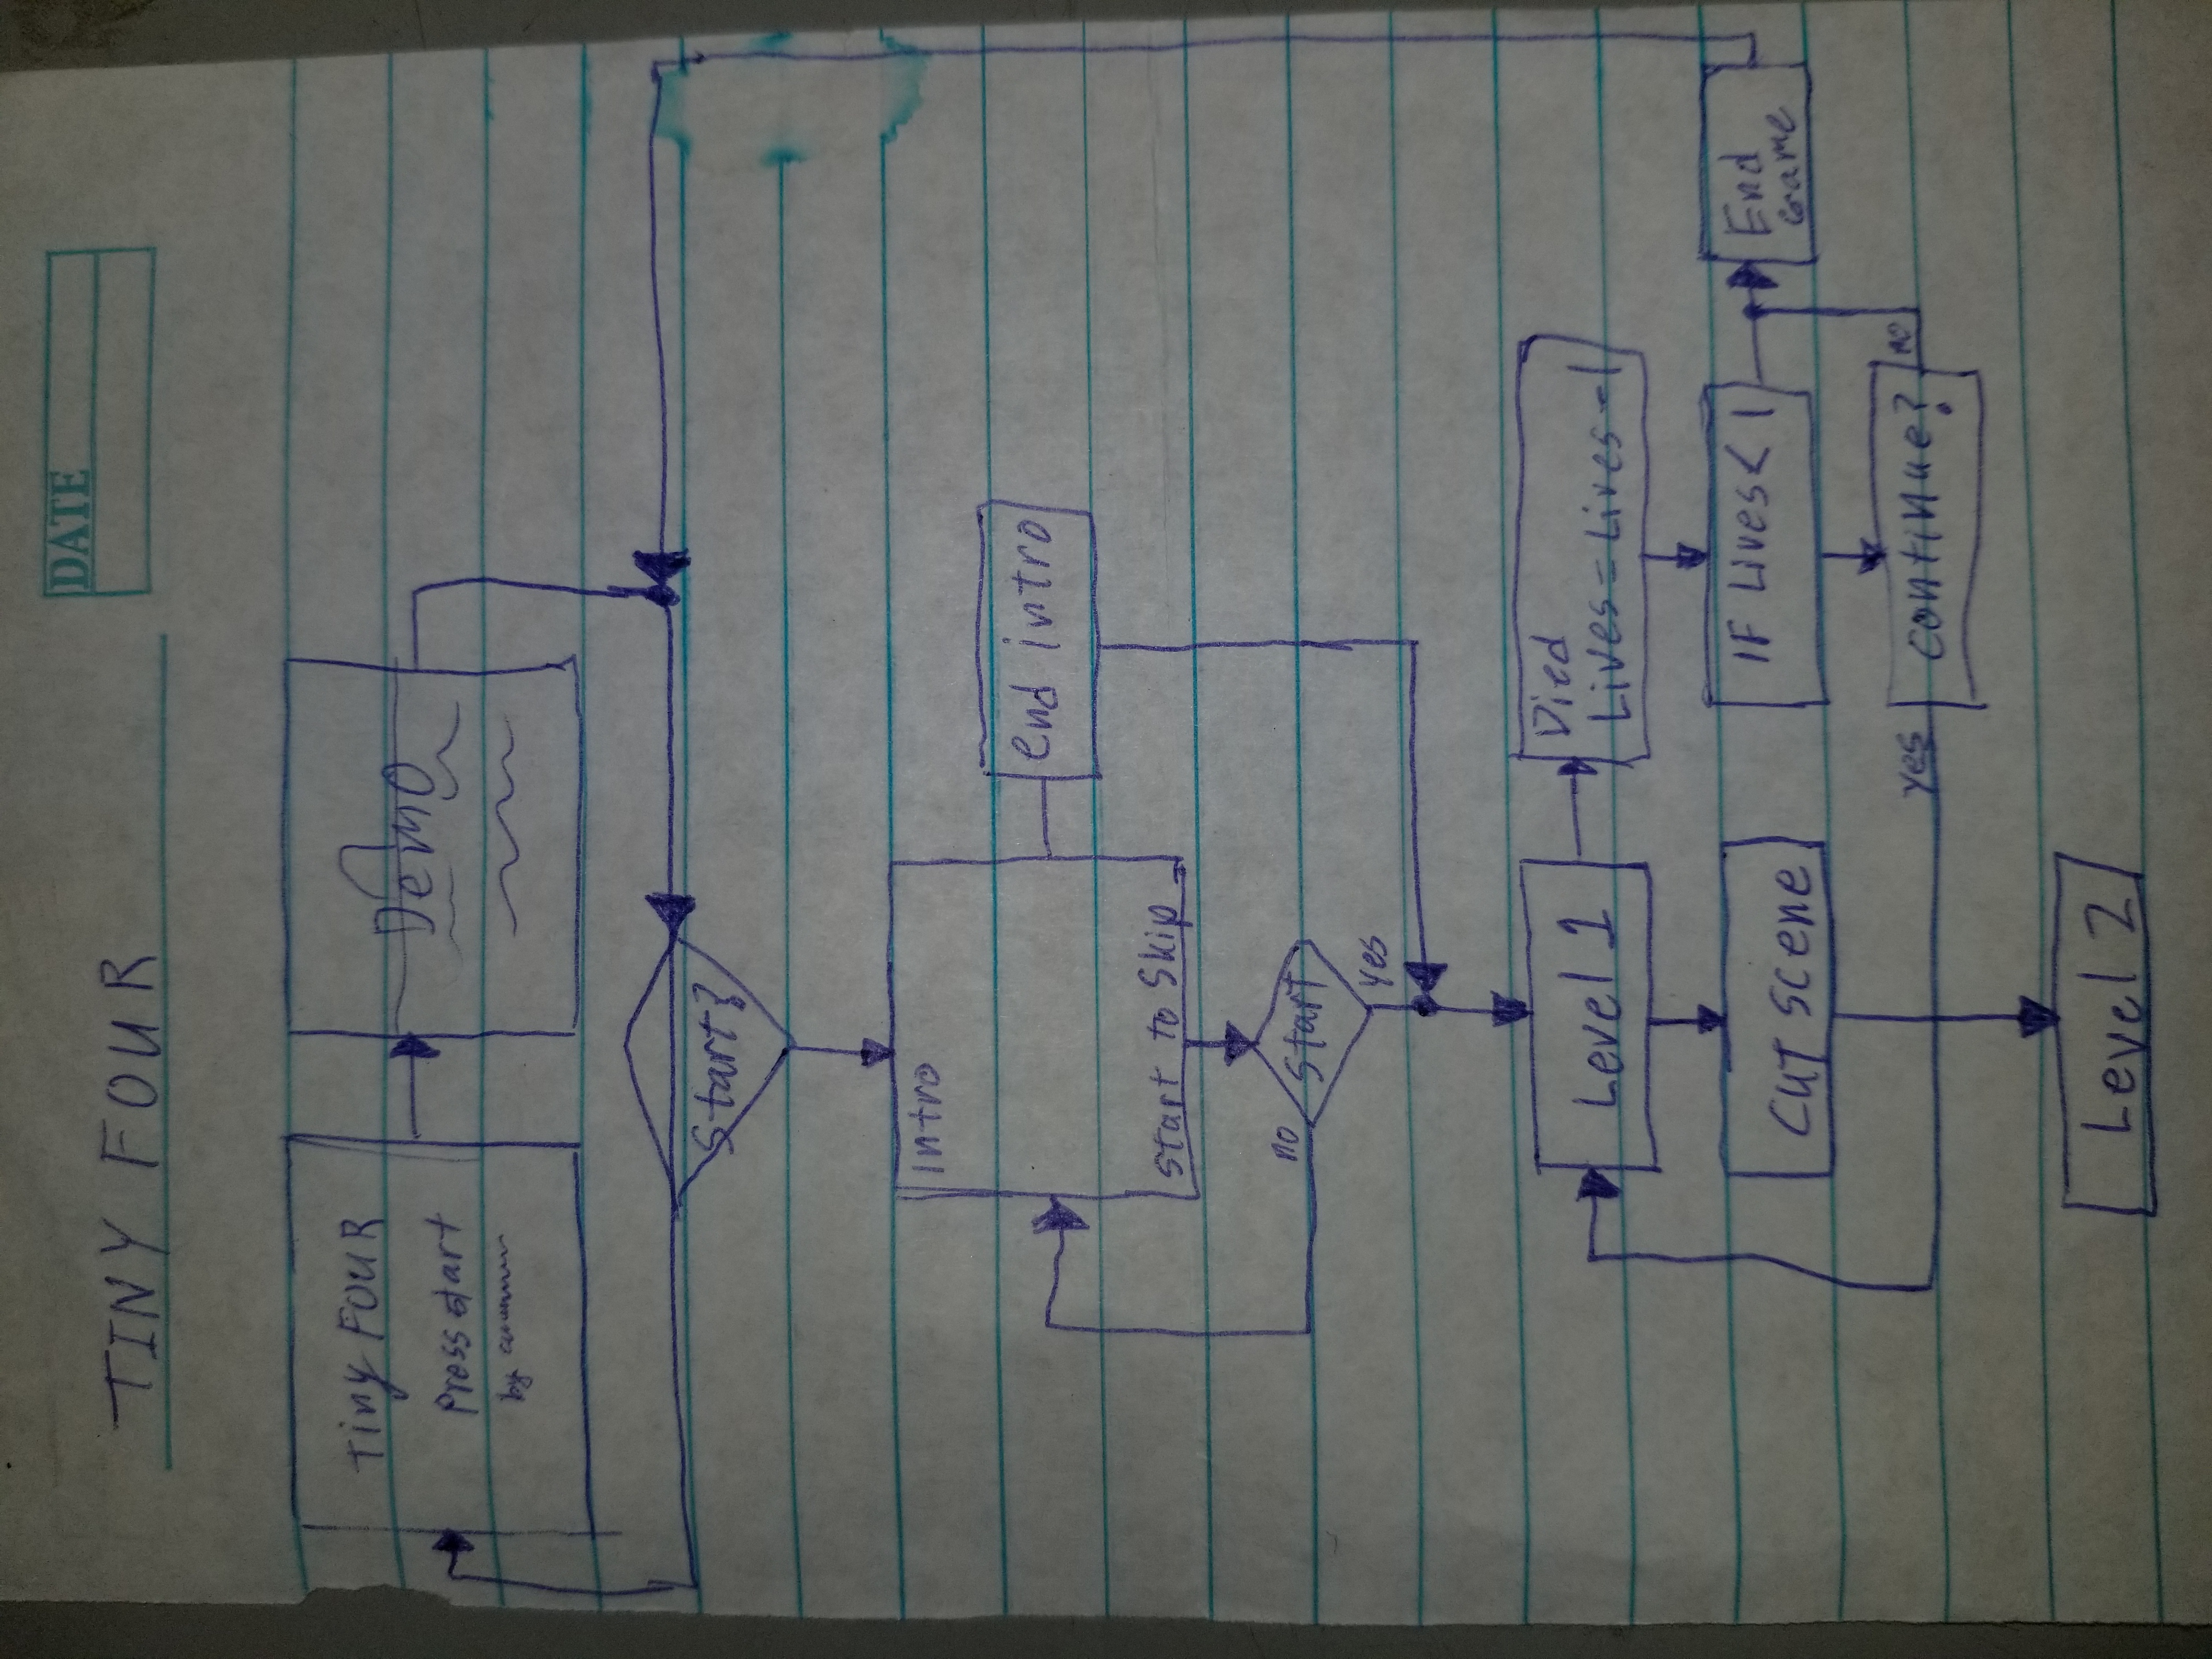 DATE
TINY FOUR
Tiny FOUR
Press start
by
Demo
Start?
Intro
end intro
Start to Skip
no
Start
yes
Level 1
Died
Lives = Lives - 1
Cut scene
IF Lives < 1
End
Game
yes
continue?
no
Level 2